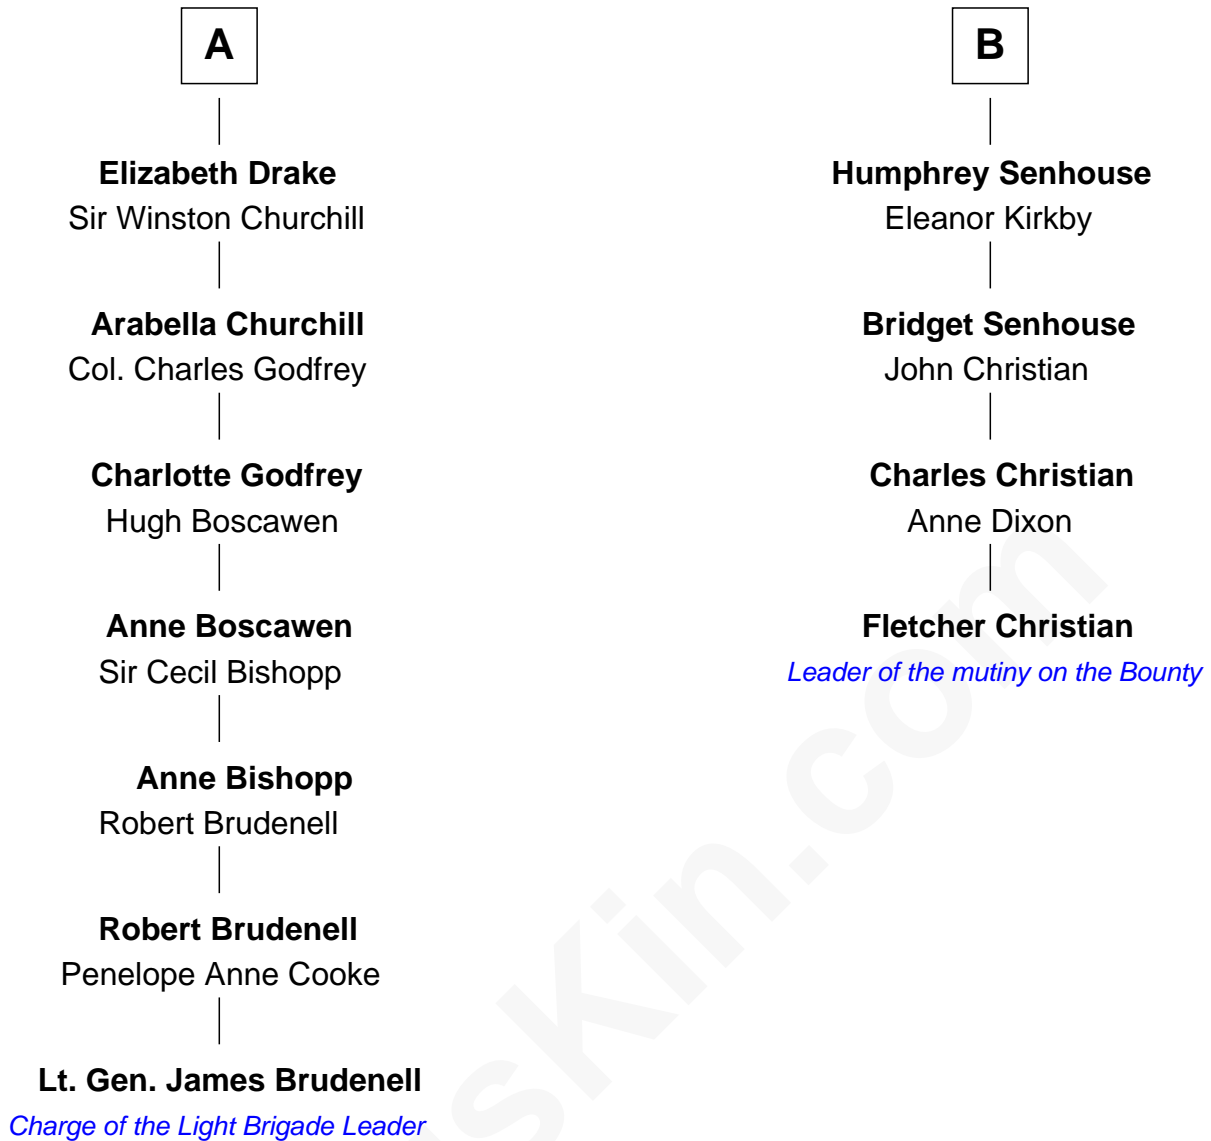 A
Elizabeth Drake
Sir Winston Churchill
Arabella Churchill
Col. Charles Godfrey
Charlotte Godfrey
Hugh Boscawen
Anne Boscawen
Sir Cecil Bishopp
Anne Bishopp
Robert Brudenell
Robert Brudenell
Penelope Anne Cooke
Lt. Gen. James Brudenell
Charge of the Light Brigade Leader
B
Humphrey Senhouse
Eleanor Kirkby
Bridget Senhouse
John Christian
Charles Christian
Anne Dixon
Fletcher Christian
Leader of the mutiny on the Bounty
sKin.com